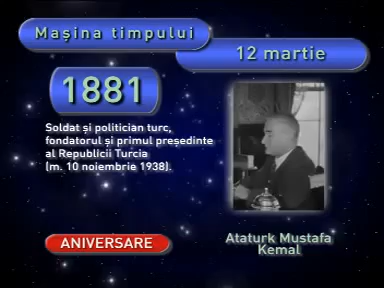 Mașina timpului
12 martie
1881
Soldat și politician turc,
fondatorul și primul președinte
al Republicii Turcia
(m. 10 noiembrie 1938).
ANIVERSARE
Ataturk Mustafa
Kemal